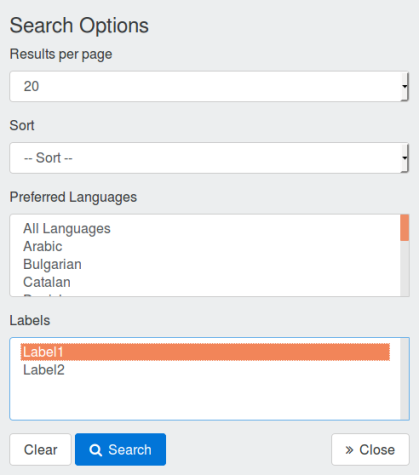 Search Options
Results per page
20
Sort
-- Sort --
Preferred Languages
All Languages
Arabic
Bulgarian
Catalan
Labels
Label1
Label2
Clear
Search
» Close